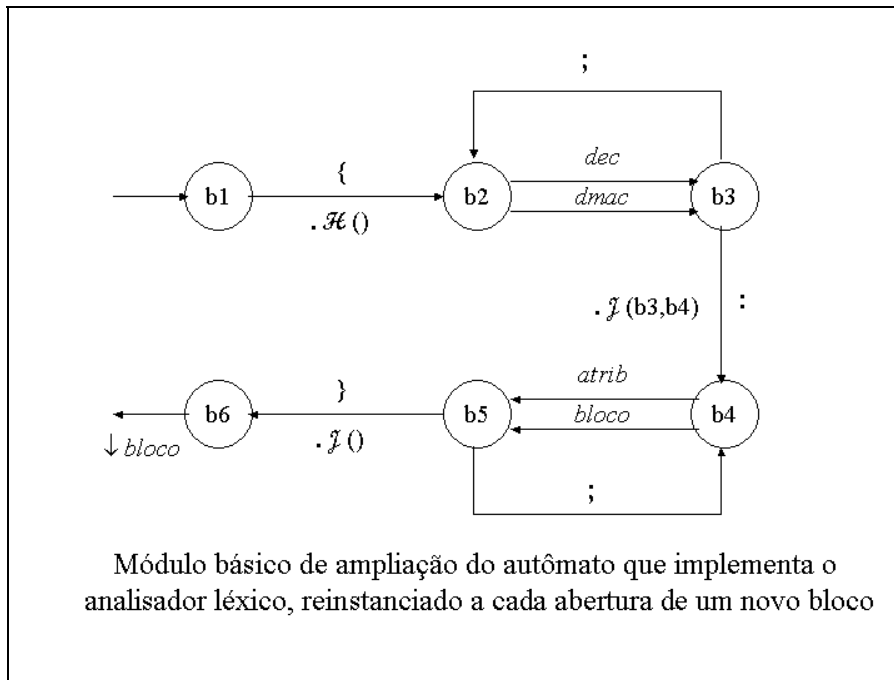 ;
dec
{
b1
b2
b3
dmac
. ℋ ()
. 𝒥 (b3,b4)
:
atrib
}
b6
b5
b4
bloco
↓ bloco
. 𝒥 ()
;
Módulo básico de ampliação do autômato que implementa o
analisador léxico, reinstanciado a cada abertura de um novo bloco